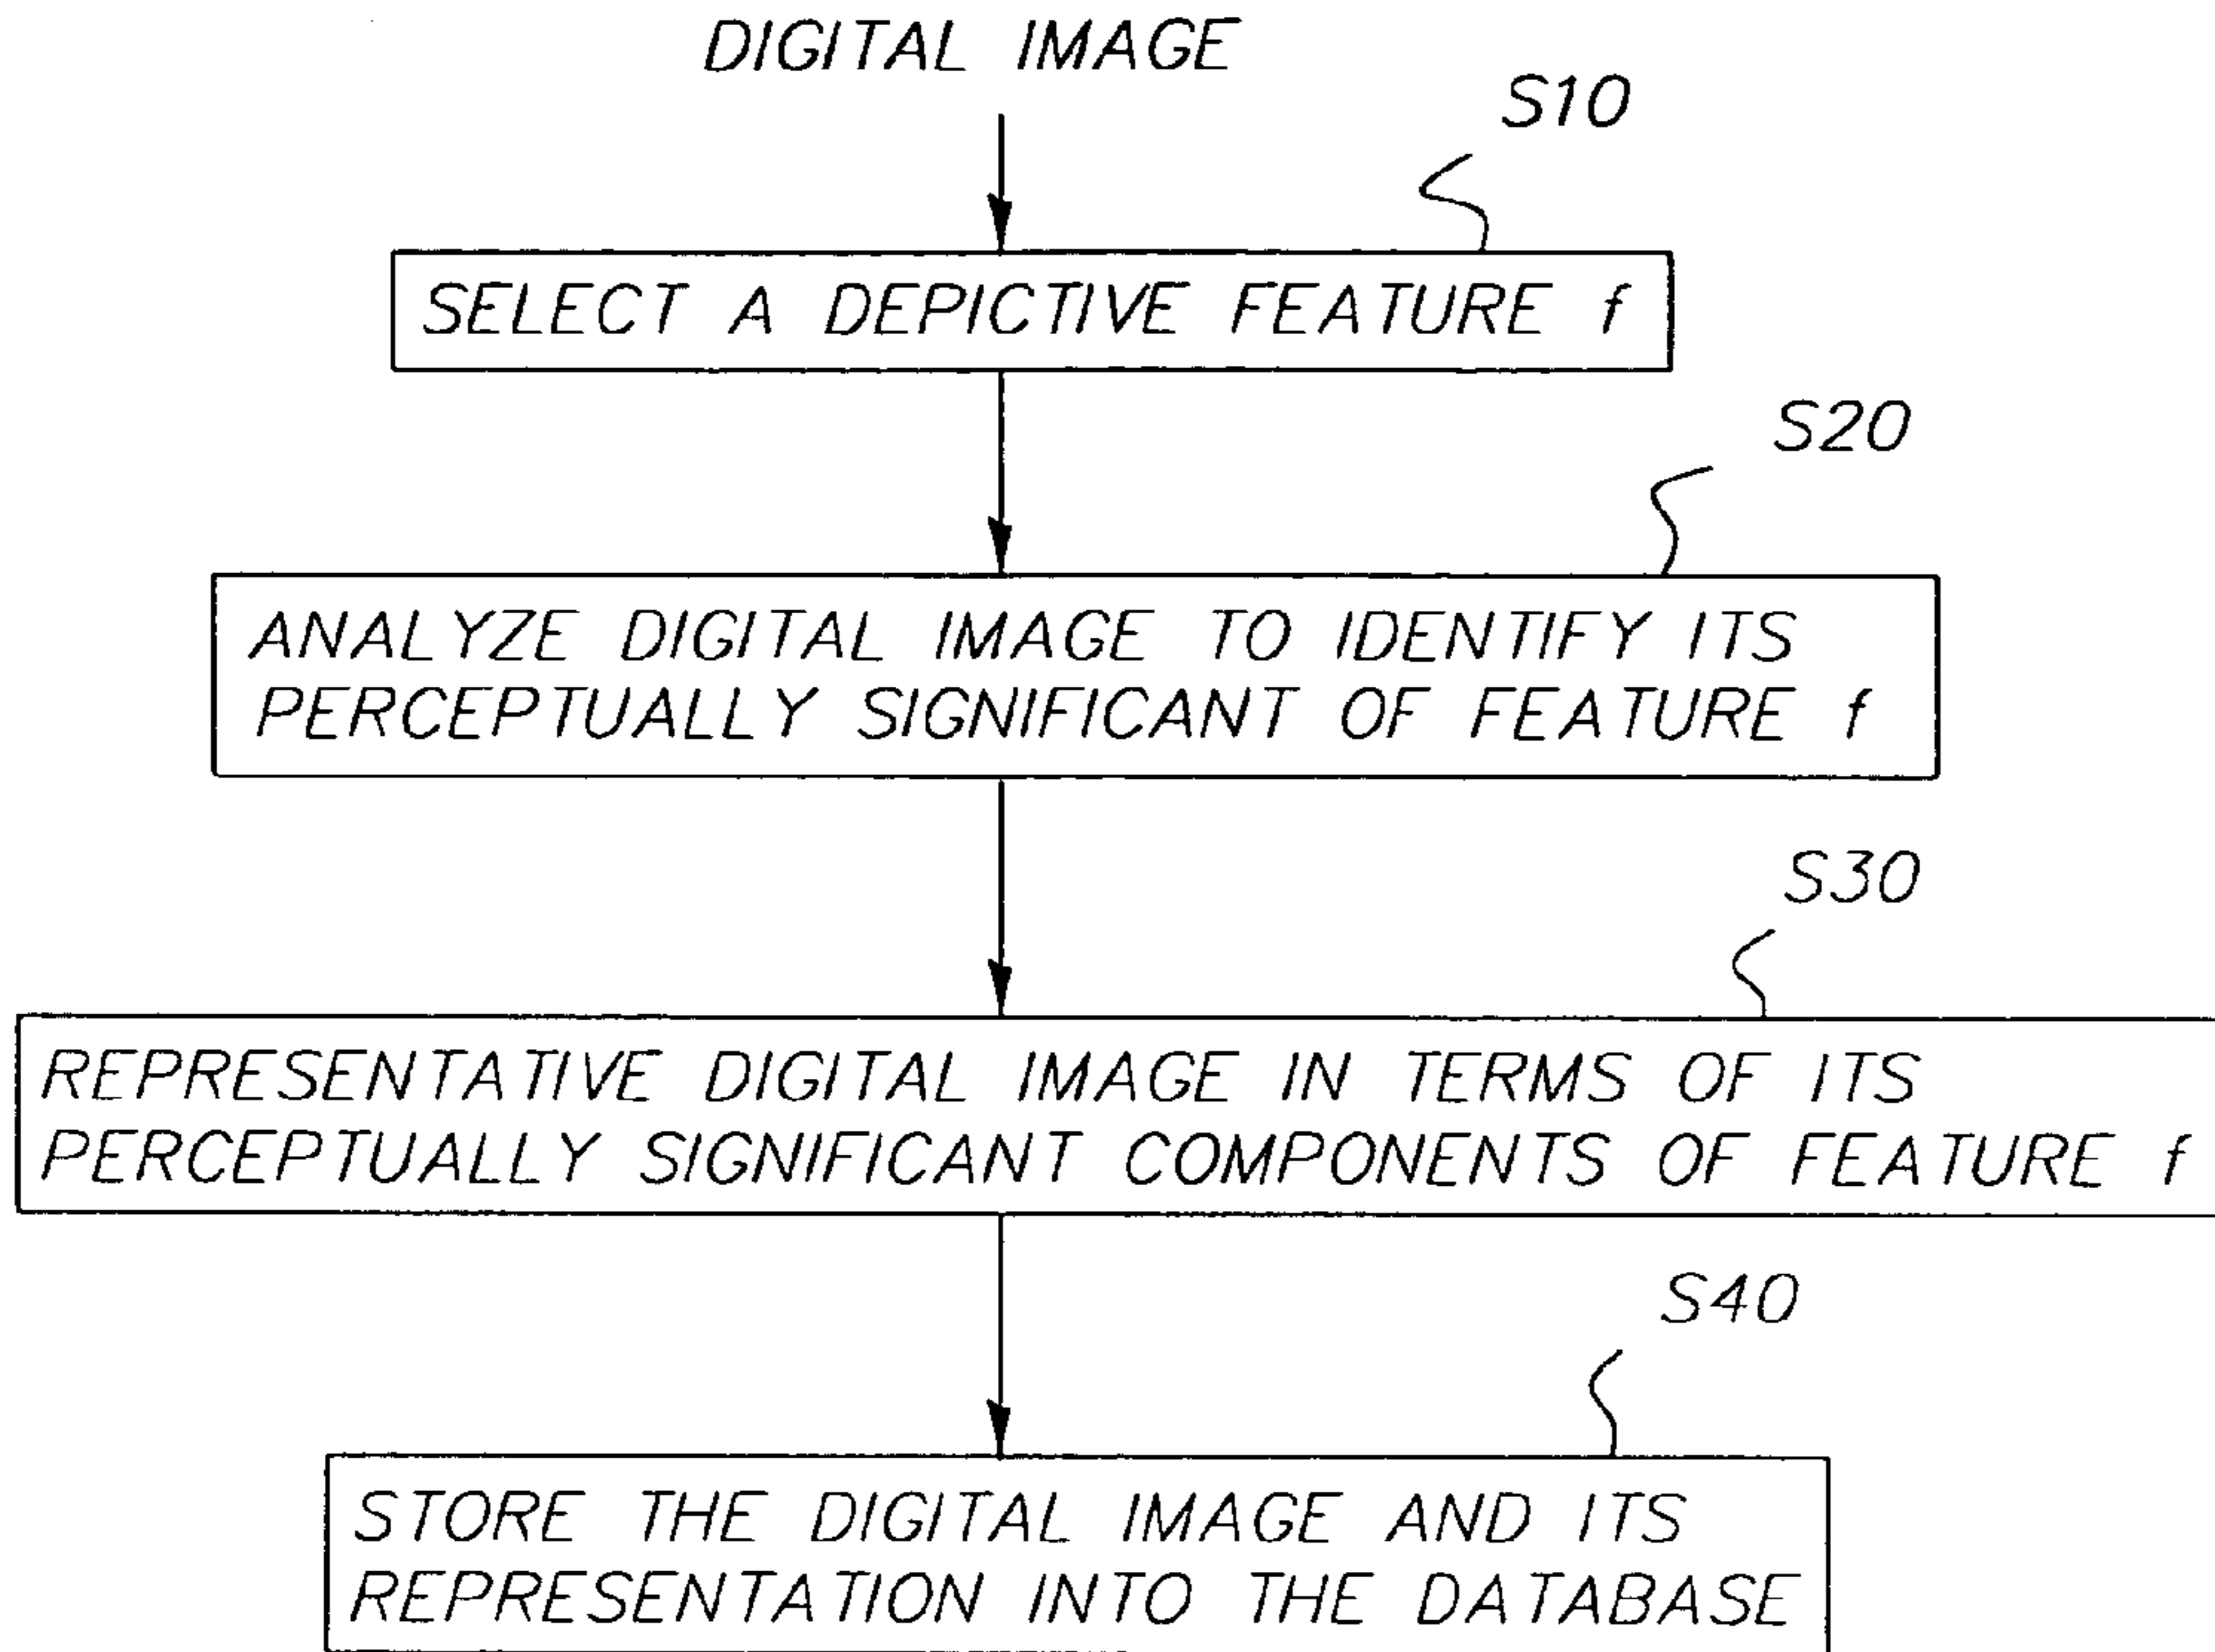 DIGITAL IMAGE
S10
SELECT A DEPICTIVE FEATURE f
S20
ANALYZE DIGITAL IMAGE TO IDENTIFY ITS
PERCEPTUALLY SIGNIFICANT OF FEATURE f
S30
REPRESENTATIVE DIGITAL IMAGE IN TERMS OF ITS
PERCEPTUALLY SIGNIFICANT COMPONENTS OF FEATURE f
S40
STORE THE DIGITAL IMAGE AND ITS
REPRESENTATION INTO THE DATABASE